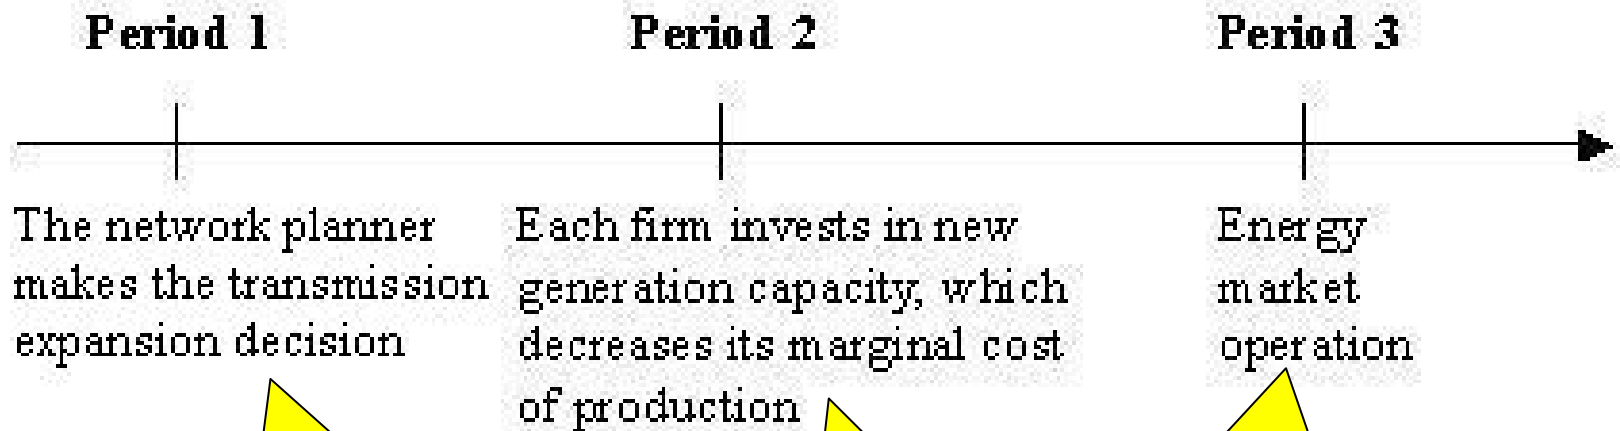 Period 1
Period 2
Period 3
The network planner
makes the transmission
expansion decision
Each firm invests in new
generation capacity, which
decreases its marginal cost
of production
Energy
market
operation